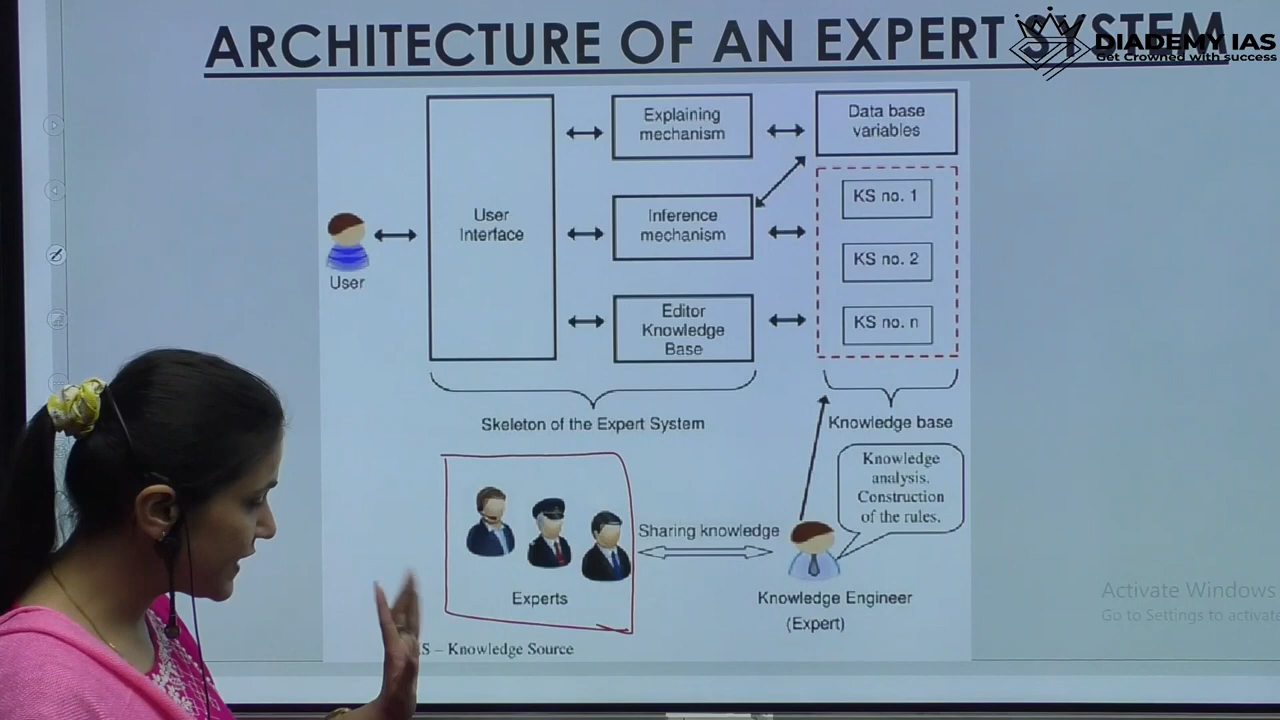 ARCHITECTURE OF AN EXPERT SYSTEM
DIADEMY IAS
Get Crowned with success
Explaining
mechanism
Data base
variables
User
Interface
Inference
mechanism
KS no. 1
KS no. 2
KS no. n
Editor
Knowledge
Base
User
Skeleton of the Expert System
Knowledge base
Knowledge
analysis.
Construction
of the rules.
Sharing knowledge
Experts
Knowledge Engineer
(Expert)
KS – Knowledge Source
Activate Windows
Go to Settings to activate